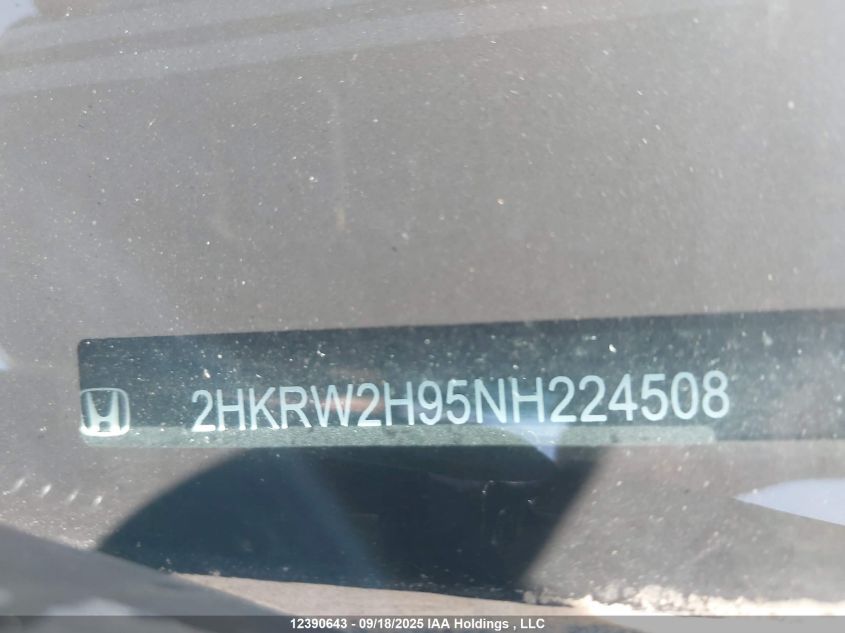 2HKRW2H95NH224508
12390643 - 09/18/2025 IAA Holdings , LLC